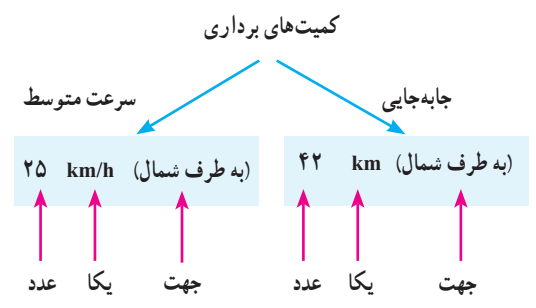 کمیت‌های برداری
جابه‌جایی
سرعت متوسط
۴۲ km (به طرف شمال)
۲۵ km/h (به طرف شمال)
عدد یکا جهت
عدد یکا جهت